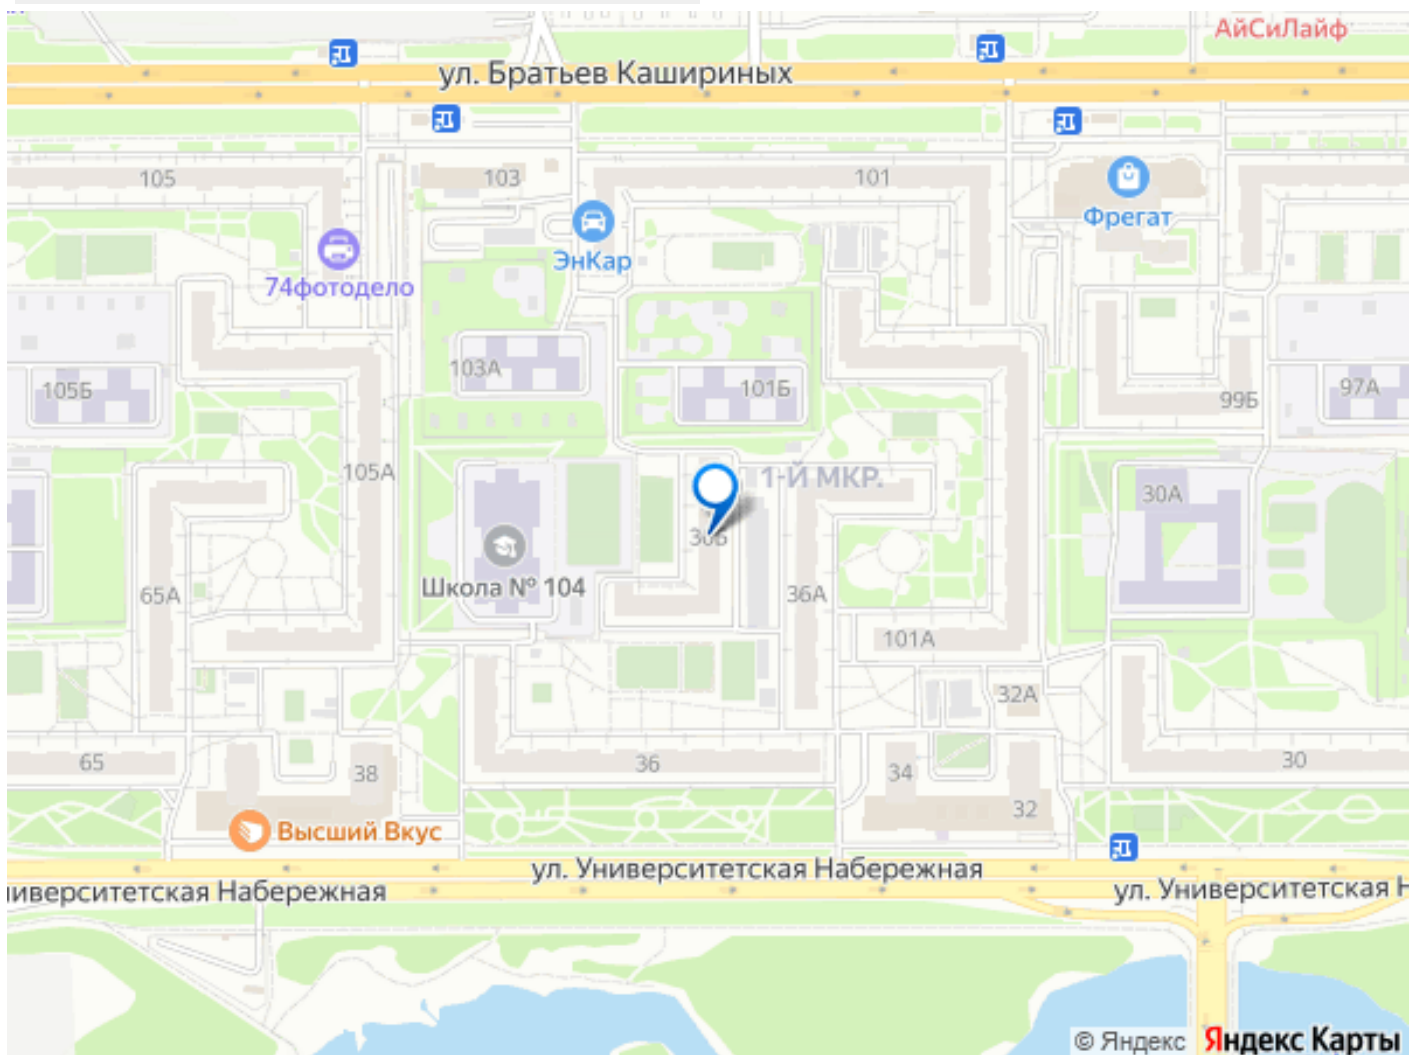 АйСиЛайф
ул. Братьев Кашириных
105
103
101
Фрегат
ЭнКар
74фотодело
103А
105Б
101Б
99Б
97А
105А
1-Й МКР.
30А
36Б
Школа № 104
65А
36А
101А
32А
65
38
36
34
30
32
Высший Вкус
ул. Университетская Набережная
ниверситетская Набережная
ул. Университетская Н
© Яндекс Яндекс Карты